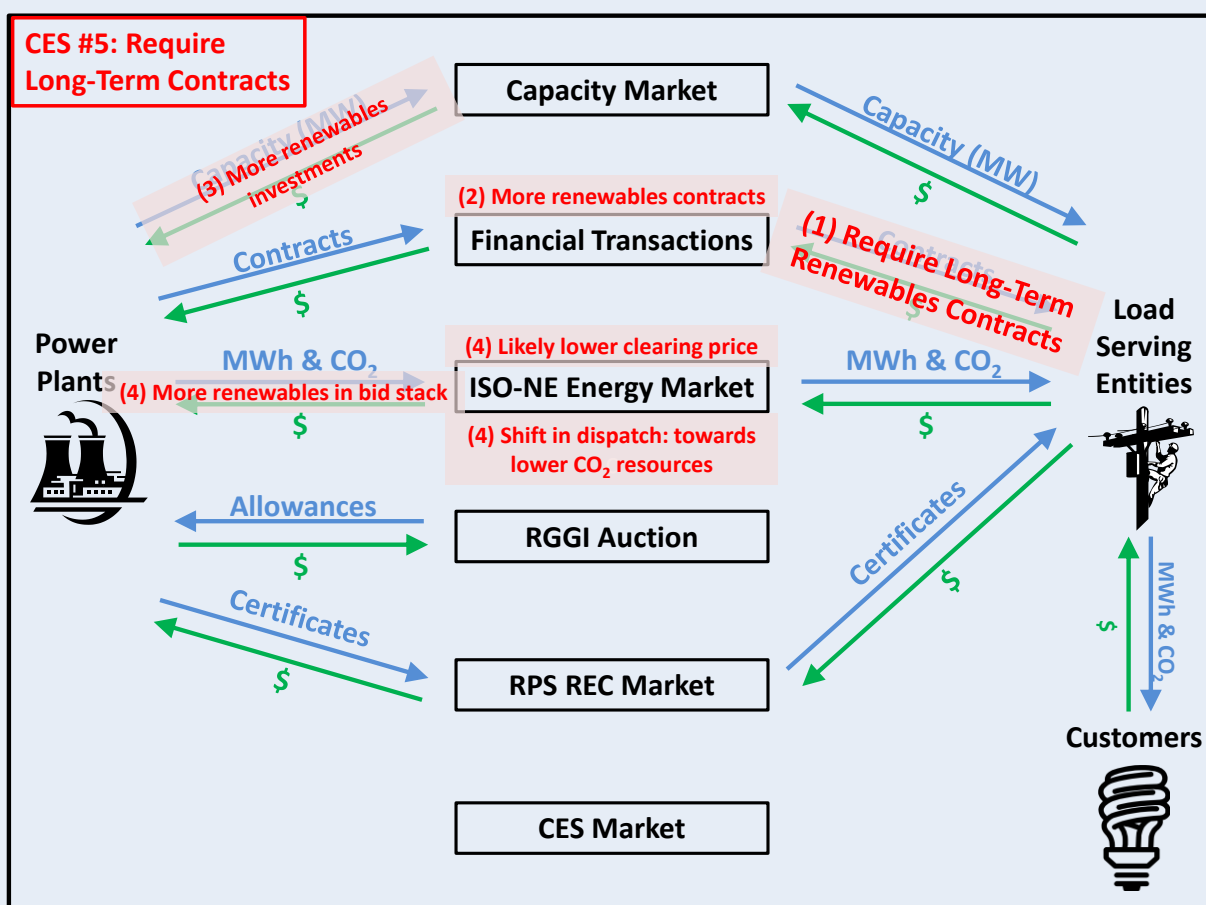 CES #5: Require
Long-Term Contracts
Capacity Market
Capacity (MW)
$
(3) More renewables
investments
Capacity (MW)
$
(2) More renewables contracts
Financial Transactions
Contracts
$
Contracts
$
(1) Require Long-Term
Renewables Contracts
Power
Plants
Load
Serving
Entities
(4) Likely lower clearing price
MWh & CO₂
ISO-NE Energy Market
MWh & CO₂
(4) More renewables in bid stack
$
$
(4) Shift in dispatch: towards
lower CO₂ resources
Allowances
$
RGGI Auction
Certificates
$
Certificates
$
RPS REC Market
MWh & CO₂
$
Customers
CES Market